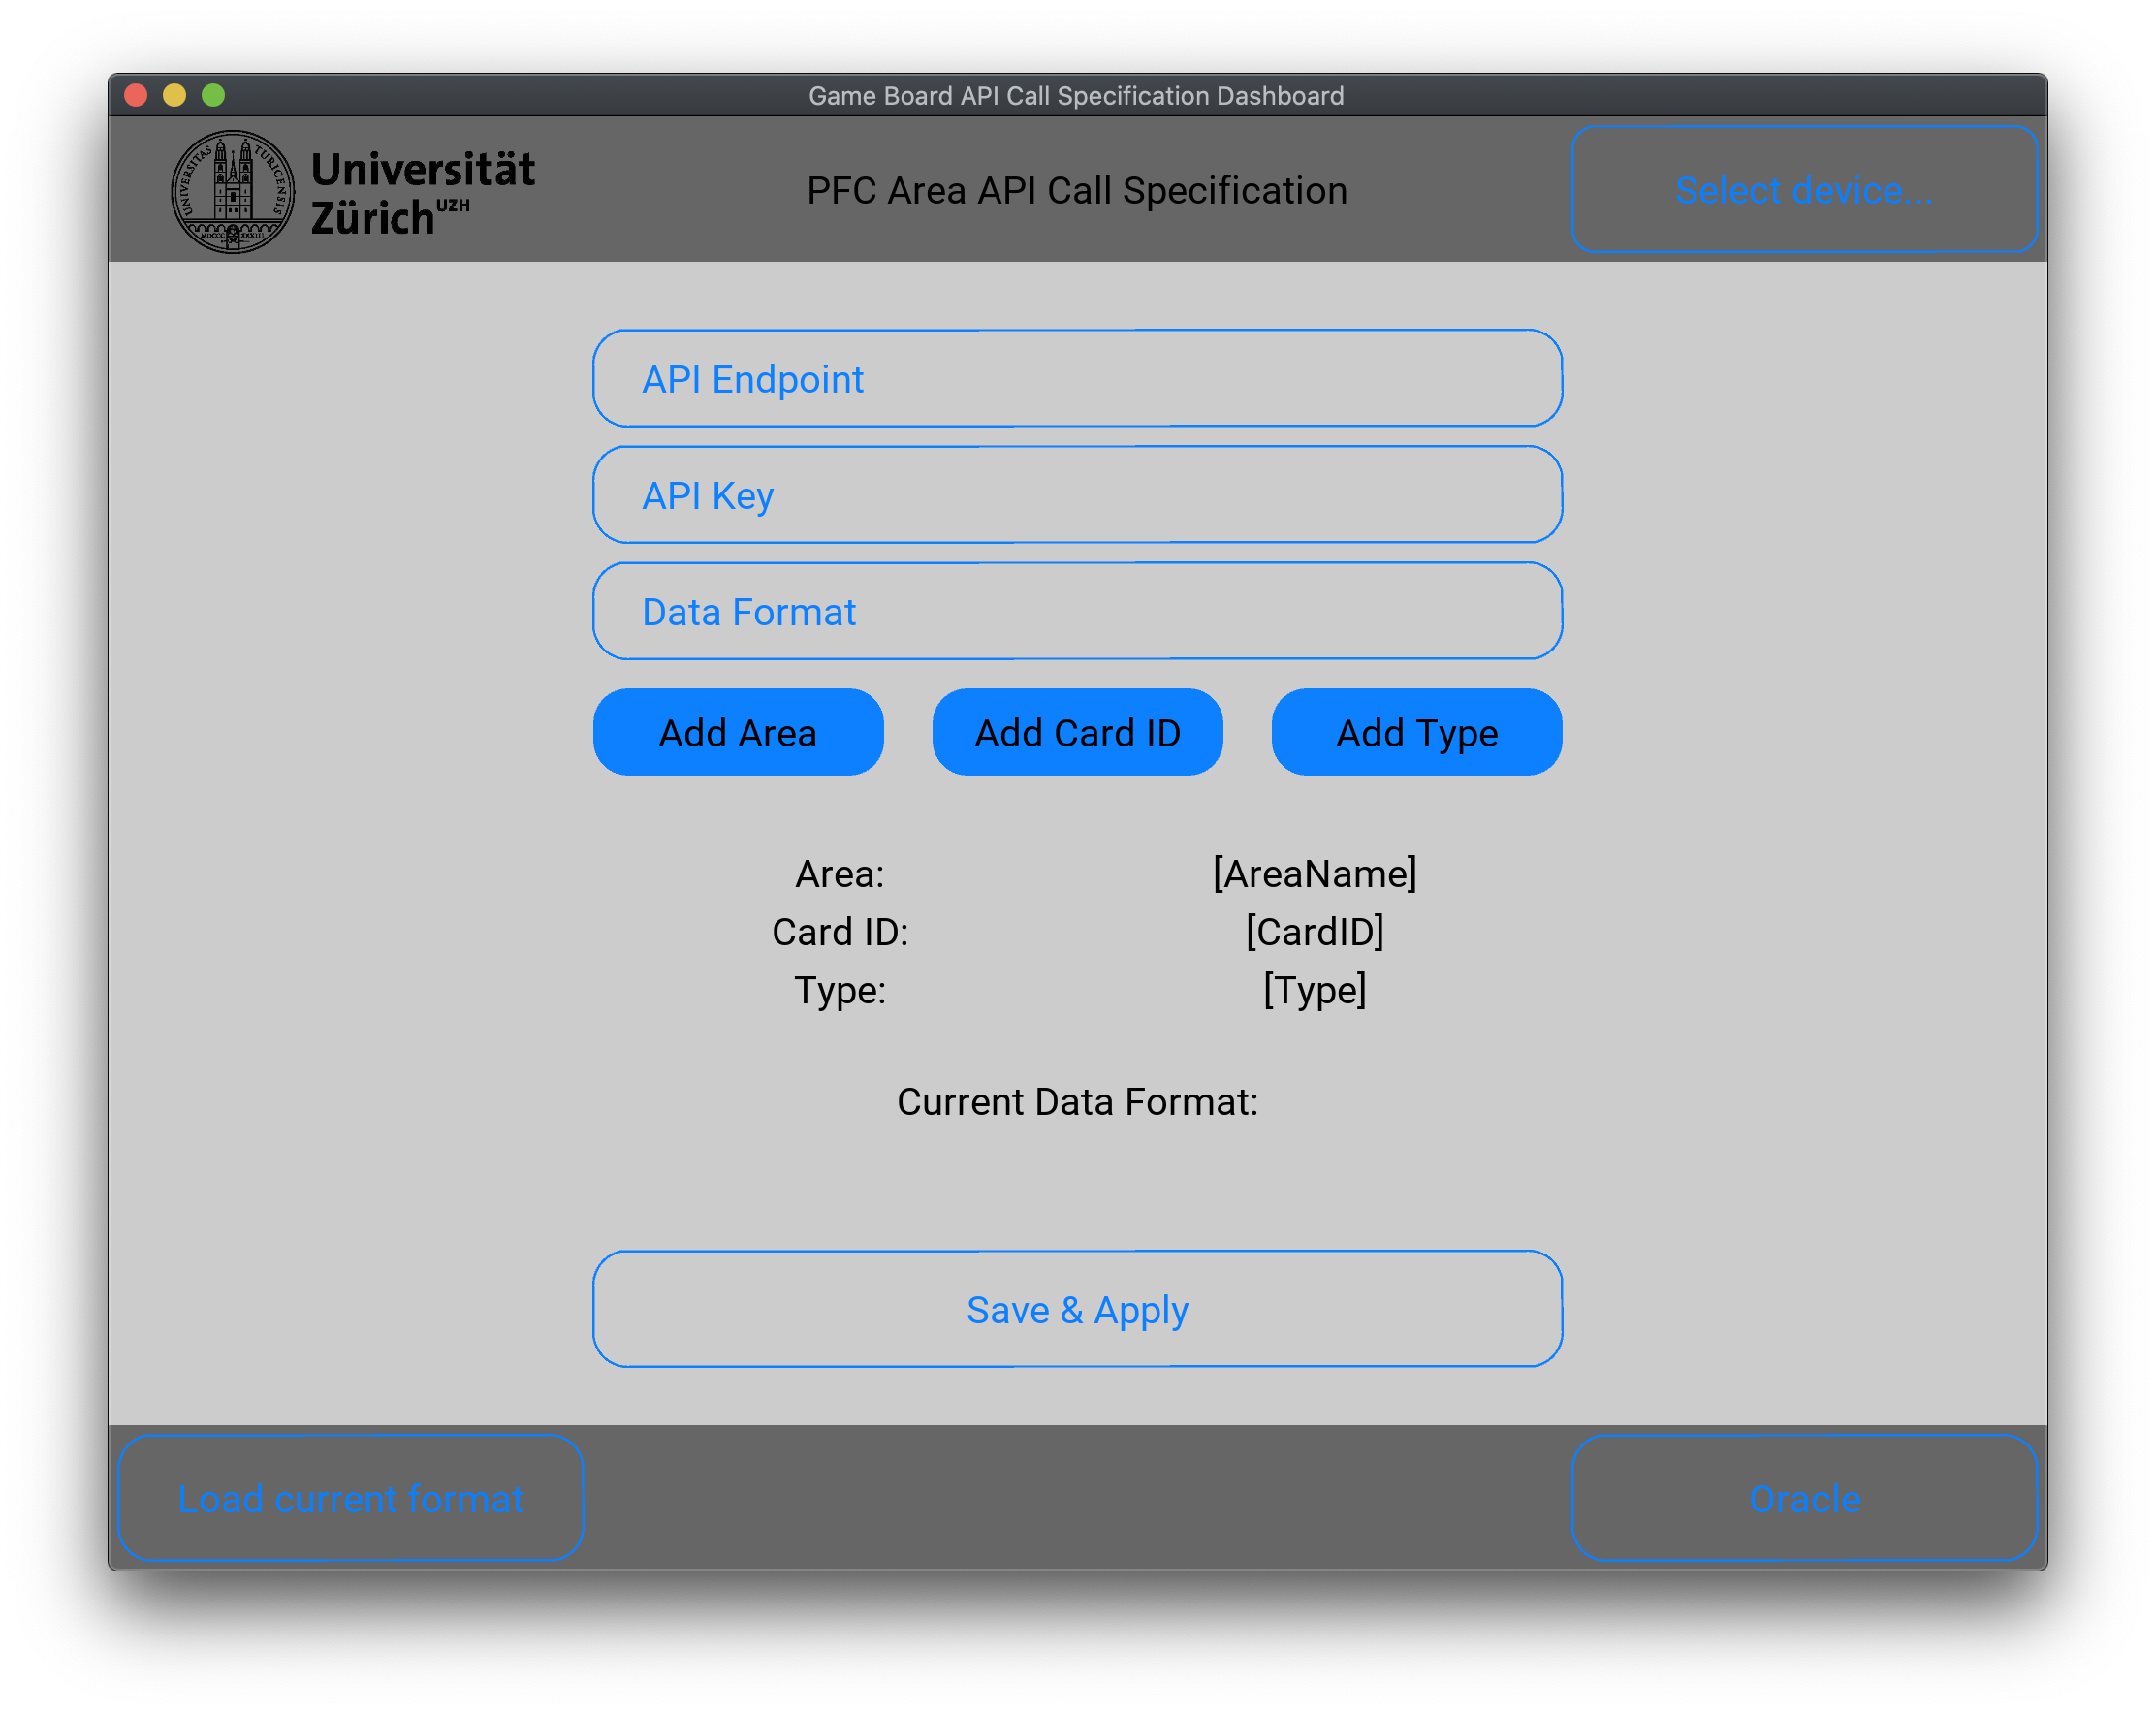 Game Board API Call Specification Dashboard
UNIVERSITAS TURICENSIS
Universität
Zürich UZH
PFC Area API Call Specification
Select device...
API Endpoint
API Key
Data Format
Add Area
Add Card ID
Add Type
Area: [AreaName]
Card ID: [CardID]
Type: [Type]
Current Data Format:
Save & Apply
Load current format
Oracle